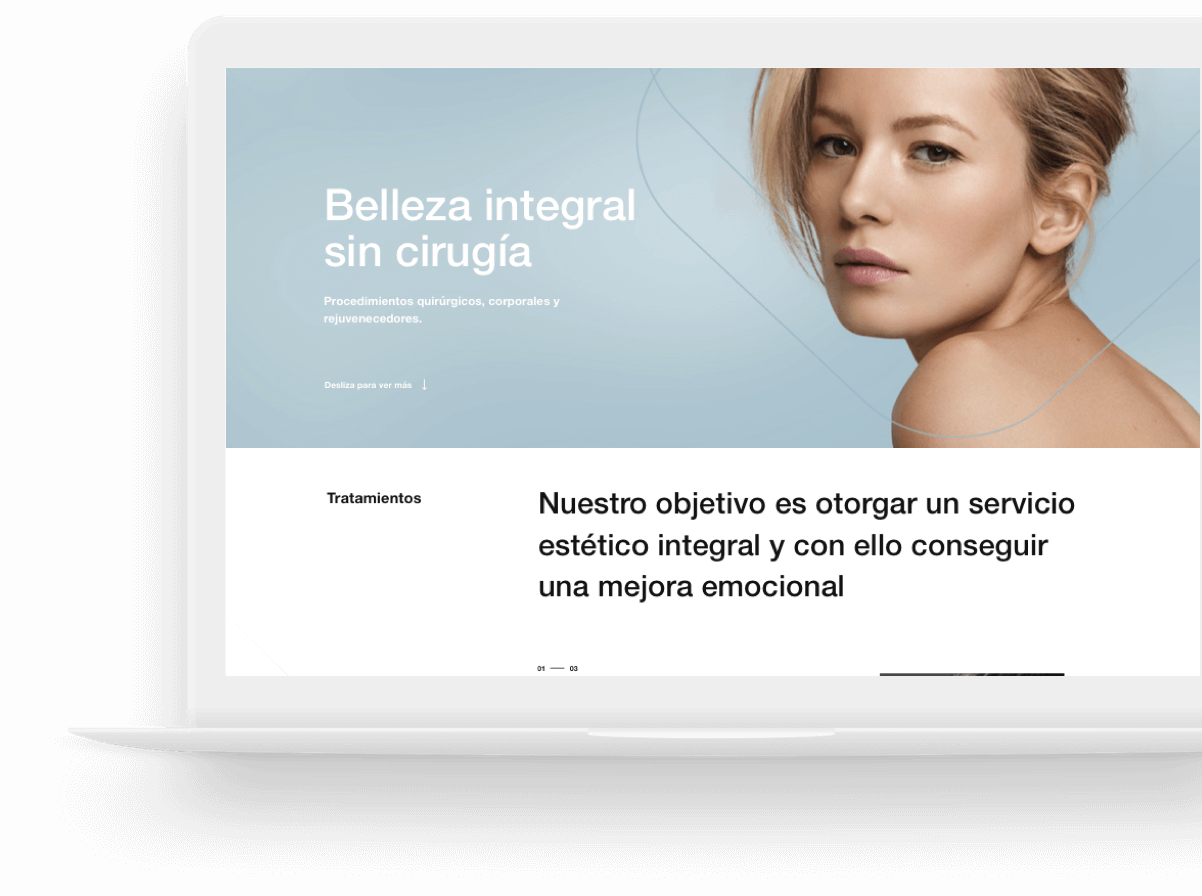 Belleza integral
sin cirugía
Procedimientos quirúrgicos, corporales y
rejuvenecedores.
Desliza para ver más ↓
Tratamientos
Nuestro objetivo es otorgar un servicio
estético integral y con ello conseguir
una mejora emocional
01 — 03